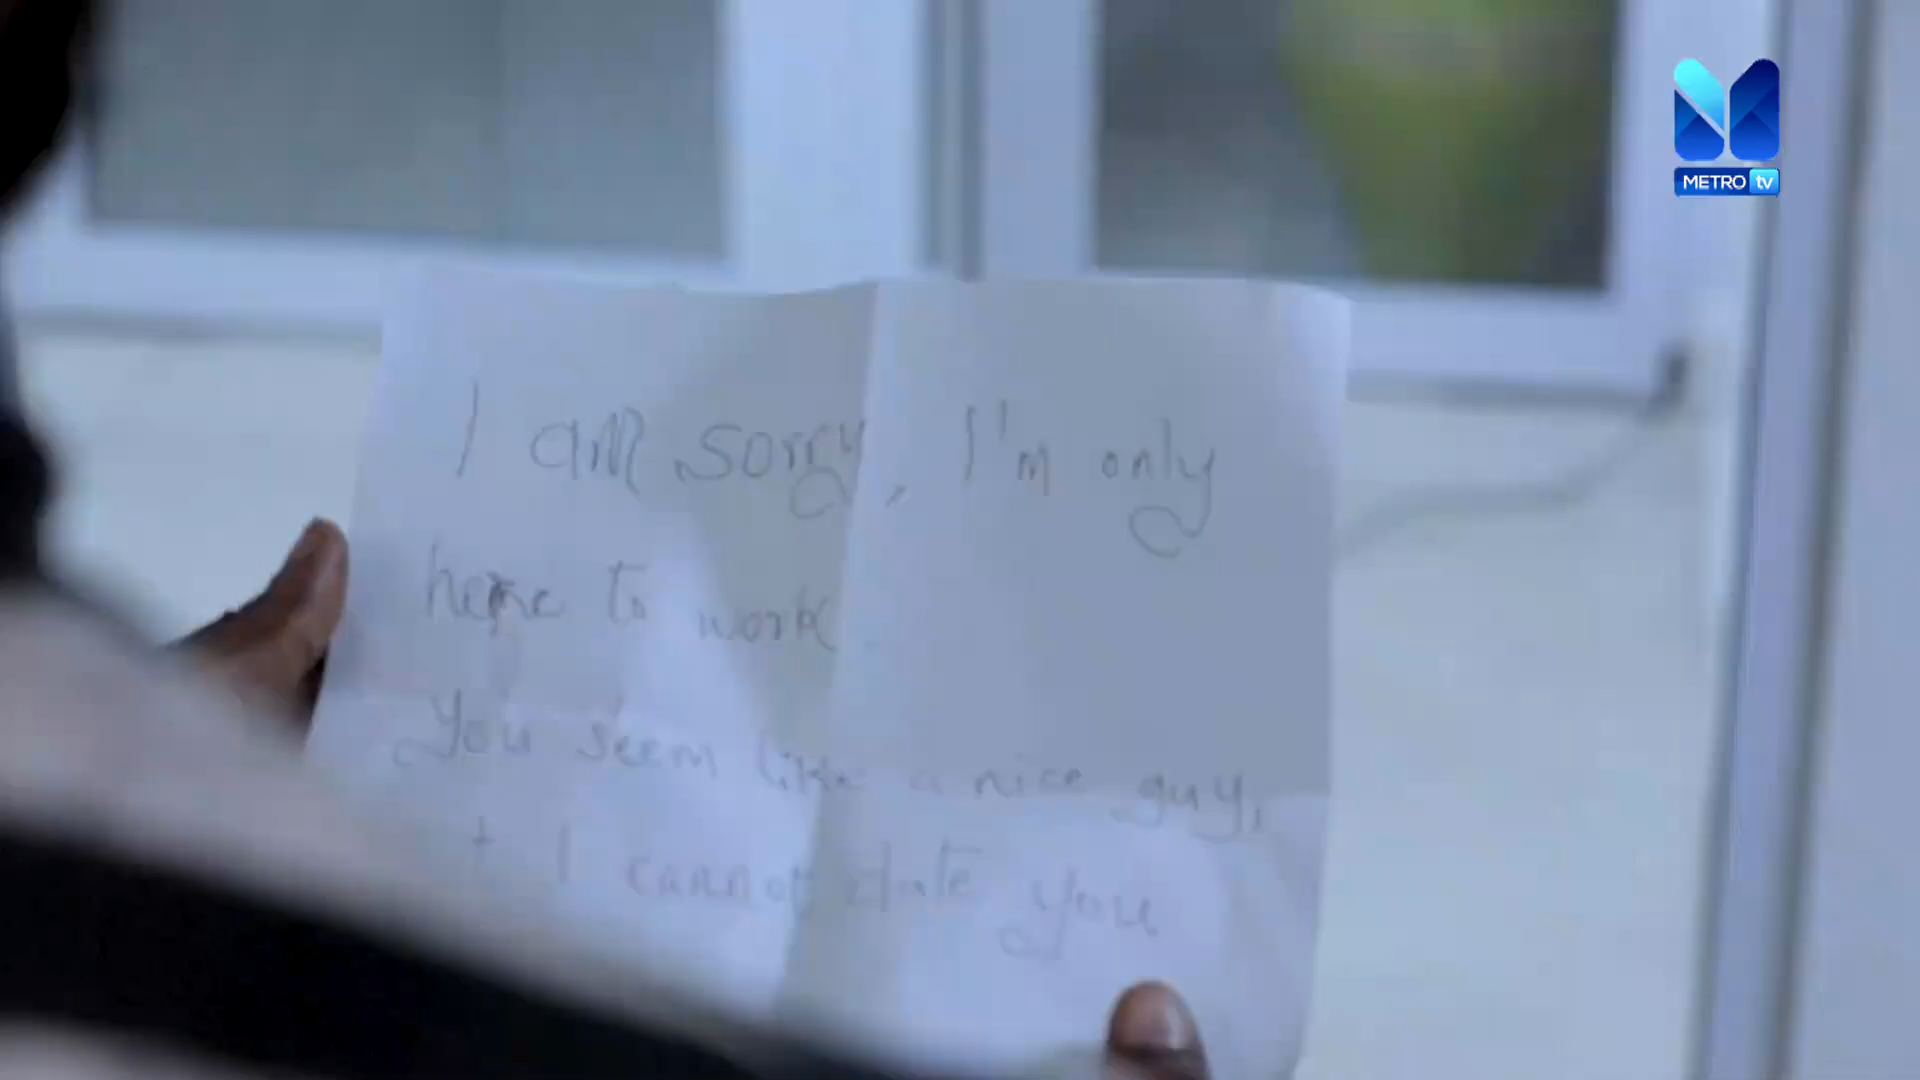 METRO tv
I am sorry, I'm only
here to work.
You seem like a nice guy,
I cannot date you